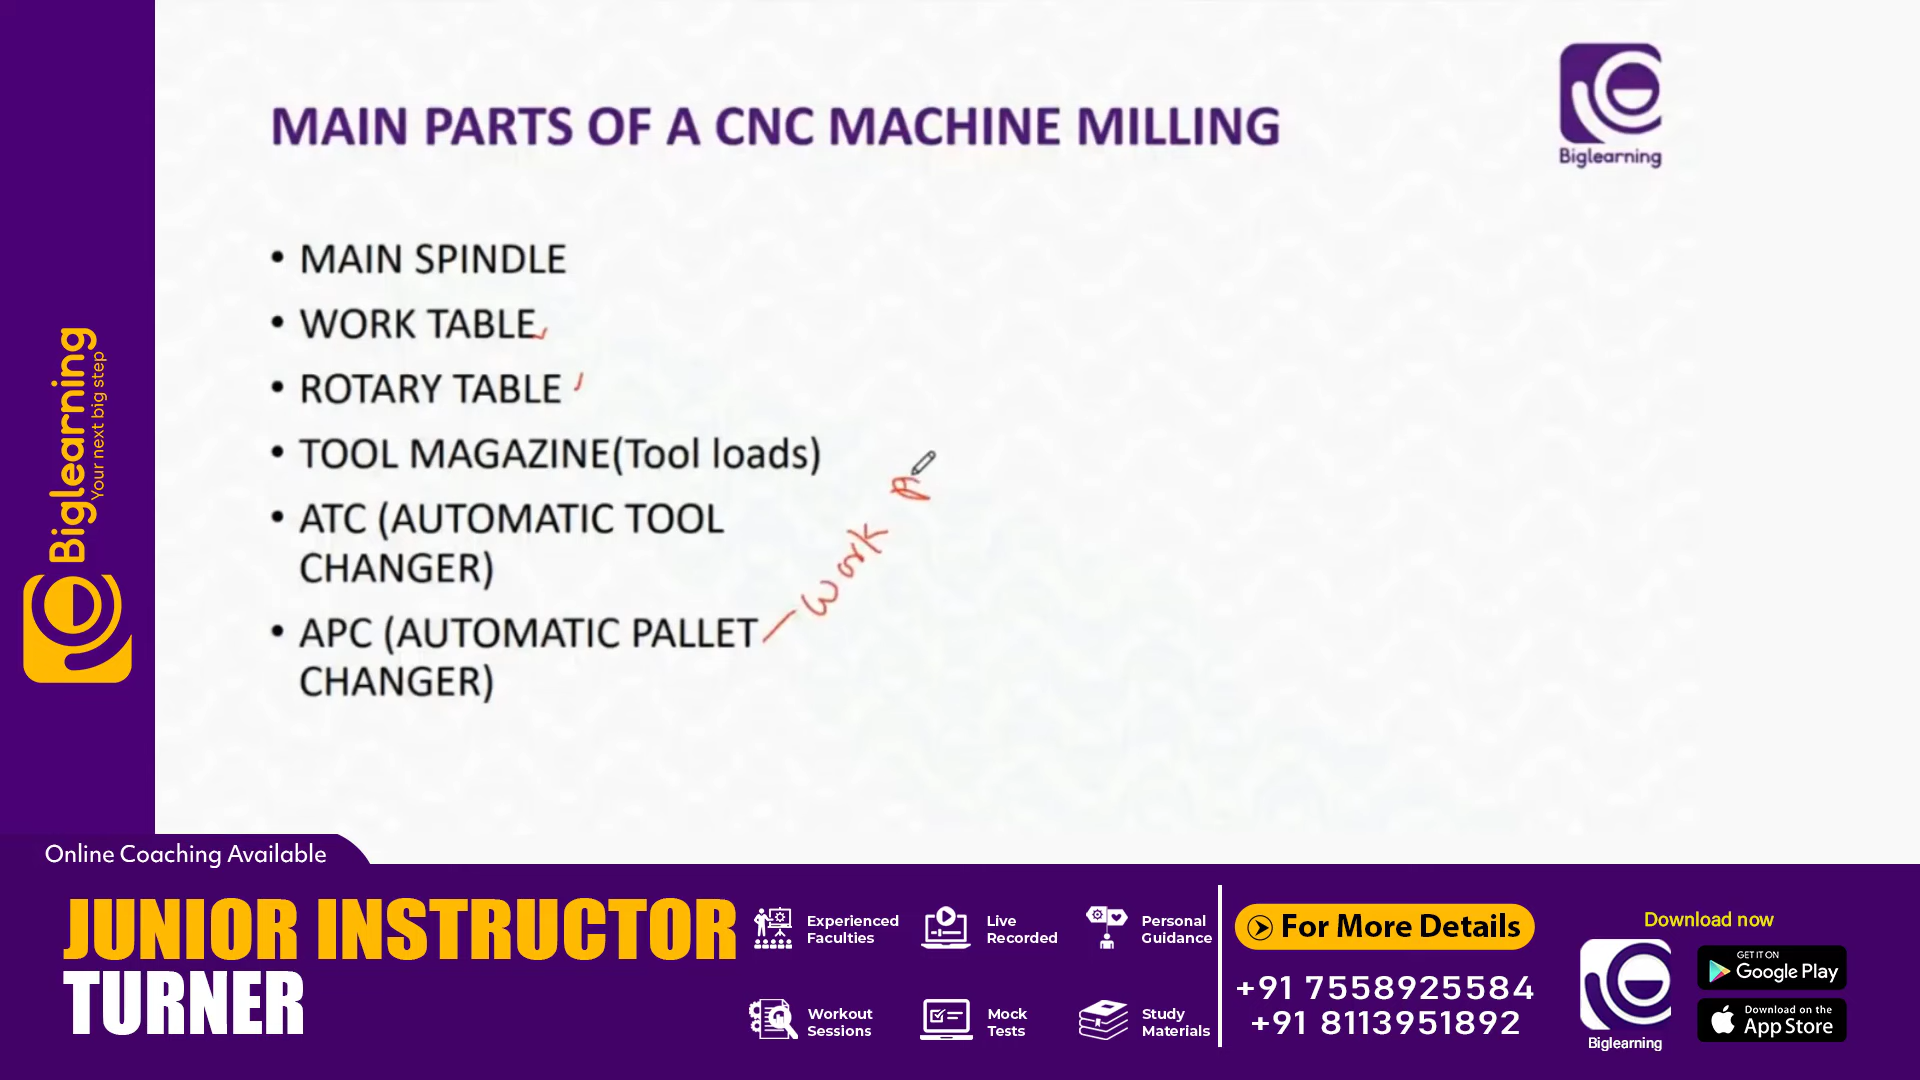 MAIN PARTS OF A CNC MACHINE MILLING
Biglearning
• MAIN SPINDLE
• WORK TABLE
• ROTARY TABLE
• TOOL MAGAZINE(Tool loads)
• ATC (AUTOMATIC TOOL
CHANGER)
• APC (AUTOMATIC PALLET
CHANGER)
work
Biglearning
Your next big step
Online Coaching Available
JUNIOR INSTRUCTOR
TURNER
Experienced
Faculties
Live
Recorded
Personal
Guidance
Workout
Sessions
Mock
Tests
Study
Materials
For More Details
+91 7558925584
+91 8113951892
Download now
Biglearning
GET IT ON
Google Play
Download on the
App Store